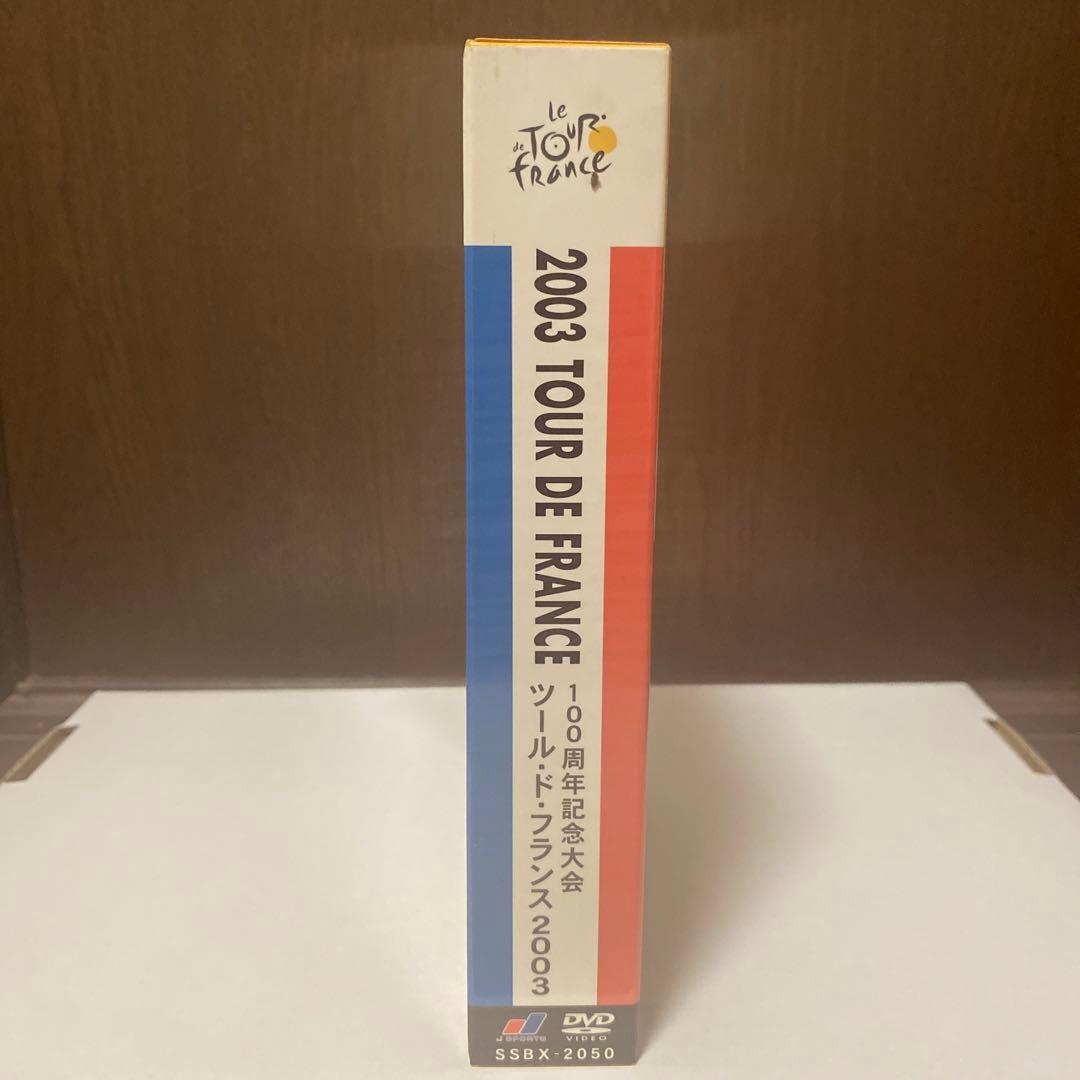 Le
TOUR
de
FRANCE
2003 TOUR DE FRANCE
100周年記念大会
ツール・ド・フランス2003
J SPORTS
DVD
VIDEO
SSBX-2050